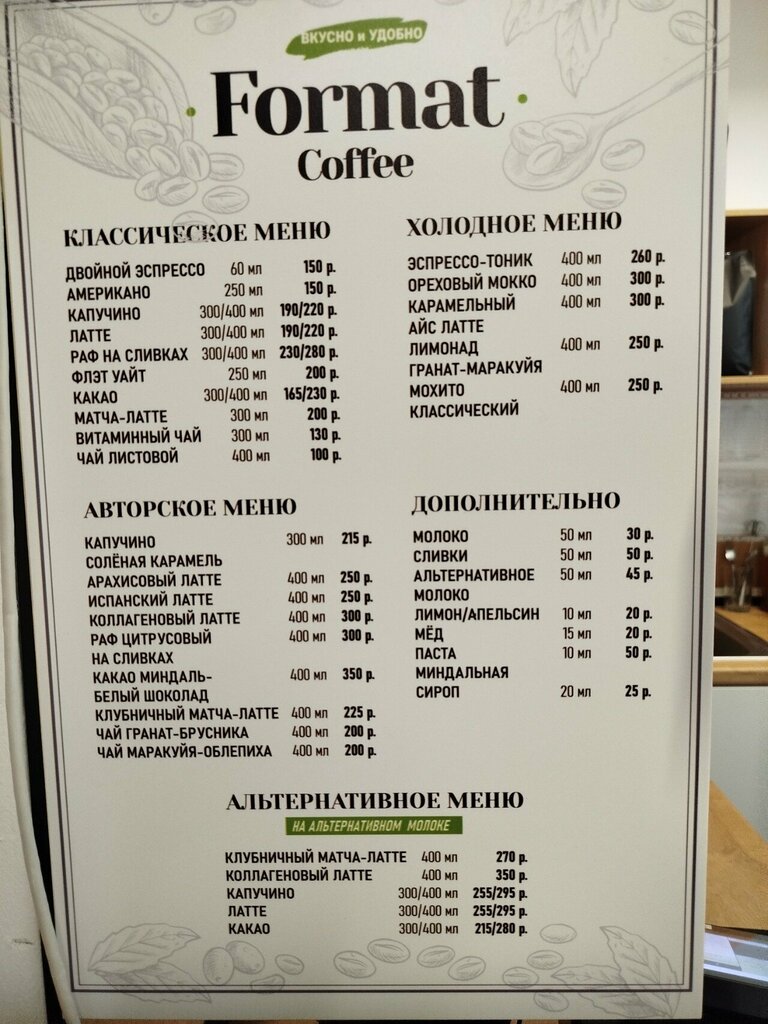 ВКУСНО и УДОБНО
Format
Coffee
КЛАССИЧЕСКОЕ МЕНЮ
ДВОЙНОЙ ЭСПРЕССО 60 мл 150 р.
АМЕРИКАНО 250 мл 150 р.
КАПУЧИНО 300/400 мл 190/220 р.
ЛАТТЕ 300/400 мл 190/220 р.
РАФ НА СЛИВКАХ 300/400 мл 230/280 р.
ФЛЭТ УАЙТ 250 мл 200 р.
КАКАО 300/400 мл 165/230 р.
МАТЧА-ЛАТТЕ 300 мл 200 р.
ВИТАМИННЫЙ ЧАЙ 300 мл 130 р.
ЧАЙ ЛИСТОВОЙ 400 мл 100 р.
ХОЛОДНОЕ МЕНЮ
ЭСПРЕССО-ТОНИК 400 мл 260 р.
ОРЕХОВЫЙ МОККО 400 мл 300 р.
КАРАМЕЛЬНЫЙ 400 мл 300 р.
АЙС ЛАТТЕ
ЛИМОНАД 400 мл 250 р.
ГРАНАТ-МАРАКУЙЯ
МОХИТО 400 мл 250 р.
КЛАССИЧЕСКИЙ
АВТОРСКОЕ МЕНЮ
КАПУЧИНО 300 мл 215 р.
СОЛЁНАЯ КАРАМЕЛЬ
АРАХИСОВЫЙ ЛАТТЕ 400 мл 250 р.
ИСПАНСКИЙ ЛАТТЕ 400 мл 250 р.
КОЛЛАГЕНОВЫЙ ЛАТТЕ 400 мл 300 р.
РАФ ЦИТРУСОВЫЙ 400 мл 300 р.
НА СЛИВКАХ
КАКАО МИНДАЛЬ- 400 мл 350 р.
БЕЛЫЙ ШОКОЛАД
КЛУБНИЧНЫЙ МАТЧА-ЛАТТЕ 400 мл 225 р.
ЧАЙ ГРАНАТ-БРУСНИКА 400 мл 200 р.
ЧАЙ МАРАКУЙЯ-ОБЛЕПИХА 400 мл 200 р.
ДОПОЛНИТЕЛЬНО
МОЛОКО 50 мл 30 р.
СЛИВКИ 50 мл 50 р.
АЛЬТЕРНАТИВНОЕ 50 мл 45 р.
МОЛОКО
ЛИМОН/АПЕЛЬСИН 10 мл 20 р.
МЁД 15 мл 20 р.
ПАСТА 10 мл 50 р.
МИНДАЛЬНАЯ
СИРОП 20 мл 25 р.
АЛЬТЕРНАТИВНОЕ МЕНЮ
НА АЛЬТЕРНАТИВНОМ МОЛОКЕ
КЛУБНИЧНЫЙ МАТЧА-ЛАТТЕ 400 мл 270 р.
КОЛЛАГЕНОВЫЙ ЛАТТЕ 400 мл 350 р.
КАПУЧИНО 300/400 мл 255/295 р.
ЛАТТЕ 300/400 мл 255/295 р.
КАКАО 300/400 мл 215/280 р.